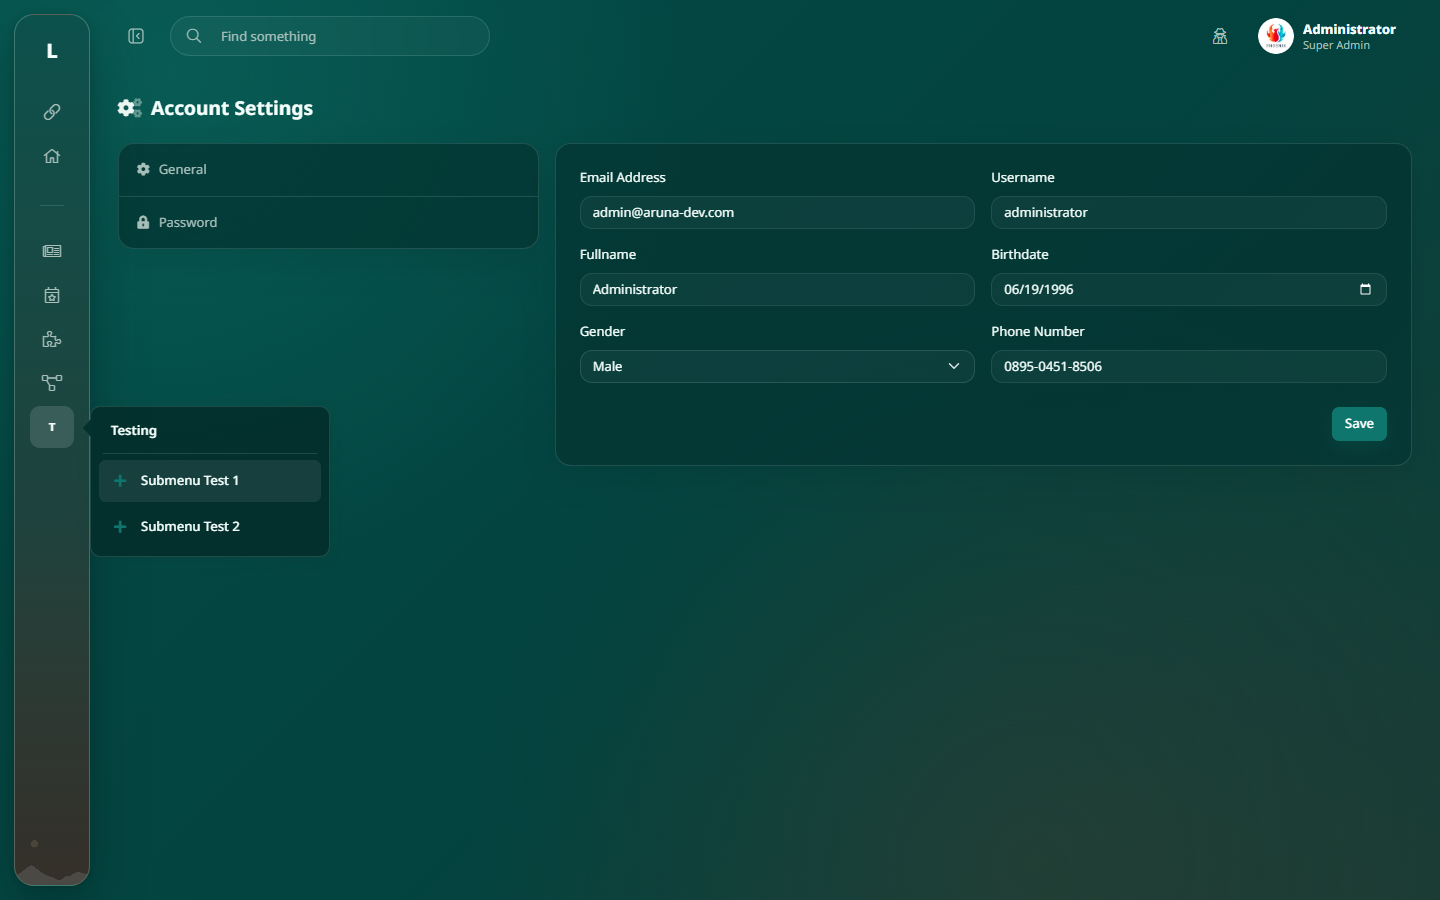 L
Find something
Administrator
Super Admin
Account Settings
General
Password
Email Address
Username
admin@aruna-dev.com
administrator
Fullname
Birthdate
Administrator
06/19/1996
Gender
Phone Number
Male
0895-0451-8506
Save
T
Testing
Submenu Test 1
Submenu Test 2